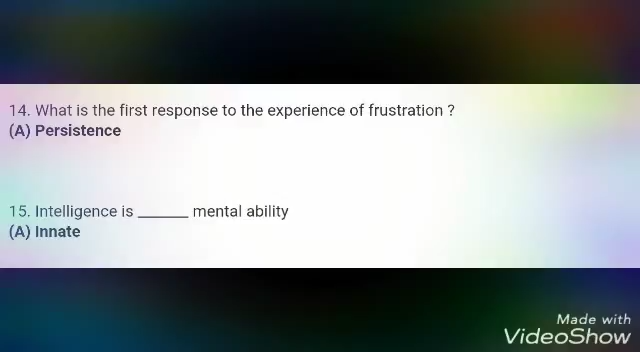 14. What is the first response to the experience of frustration ?
(A) Persistence
15. Intelligence is ______ mental ability
(A) Innate
Made with
VideoShow